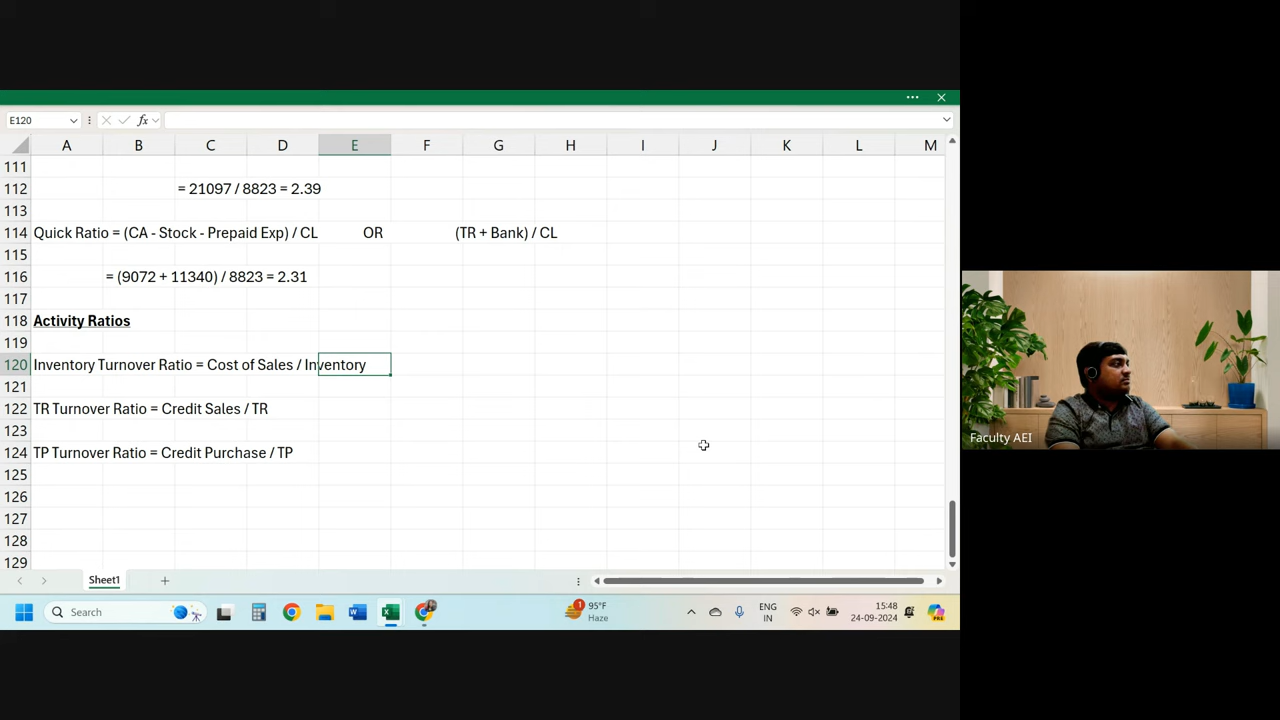 E120
fx
A B C D E F G H I J K L M
111
112 = 21097 / 8823 = 2.39
113
114 Quick Ratio = (CA - Stock - Prepaid Exp) / CL OR (TR + Bank) / CL
115
116 = (9072 + 11340) / 8823 = 2.31
117
118 Activity Ratios
119
120 Inventory Turnover Ratio = Cost of Sales / Inventory
121
122 TR Turnover Ratio = Credit Sales / TR
123
124 TP Turnover Ratio = Credit Purchase / TP
125
126
127
128
129
Faculty AEI
Sheet1
Search
1
95°F
Haze
ENG
IN
15:48
24-09-2024